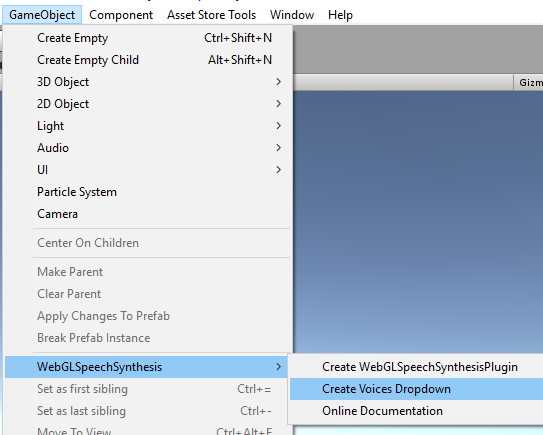 GameObject Component Asset Store Tools Window Help
Create Empty Ctrl+Shift+N
Create Empty Child Alt+Shift+N
3D Object
2D Object
Light
Audio
UI
Particle System
Camera
Center On Children
Make Parent
Clear Parent
Apply Changes To Prefab
Break Prefab Instance
WebGLSpeechSynthesis
Set as first sibling Ctrl+=
Set as last sibling Ctrl+-
Move To View Ctrl+Alt+F
Gizm
Create WebGLSpeechSynthesisPlugin
Create Voices Dropdown
Online Documentation